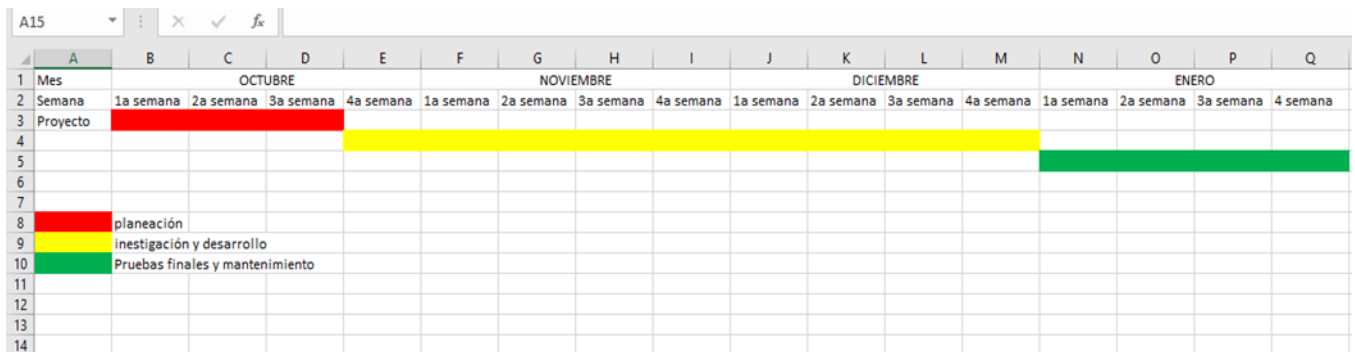 A15 fx
A B C D E F G H I J K L M N O P Q
1 Mes OCTUBRE NOVIEMBRE DICIEMBRE ENERO
2 Semana 1a semana 2a semana 3a semana 4a semana 1a semana 2a semana 3a semana 4a semana 1a semana 2a semana 3a semana 4a semana 1a semana 2a semana 3a semana 4 semana
3 Proyecto
4
5
6
7
8 planeación
9 inestigación y desarrollo
10 Pruebas finales y mantenimiento
11
12
13
14